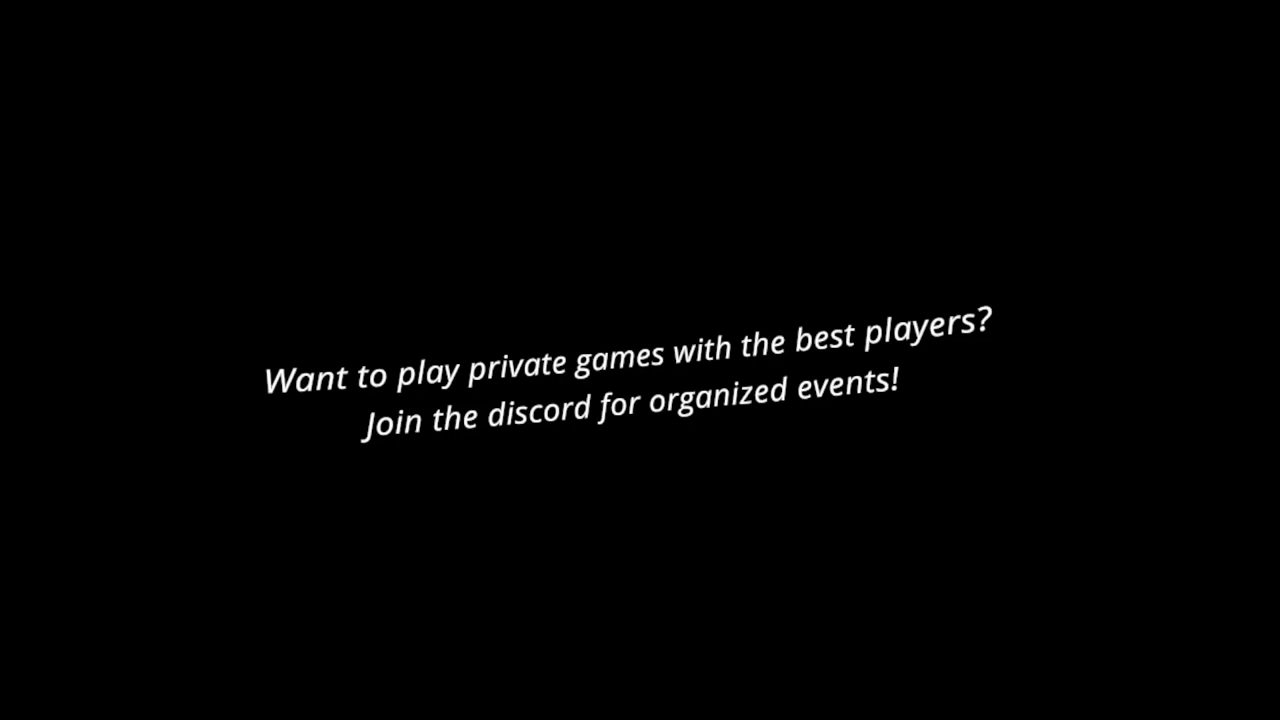 Want to play private games with the best players?
Join the discord for organized events!